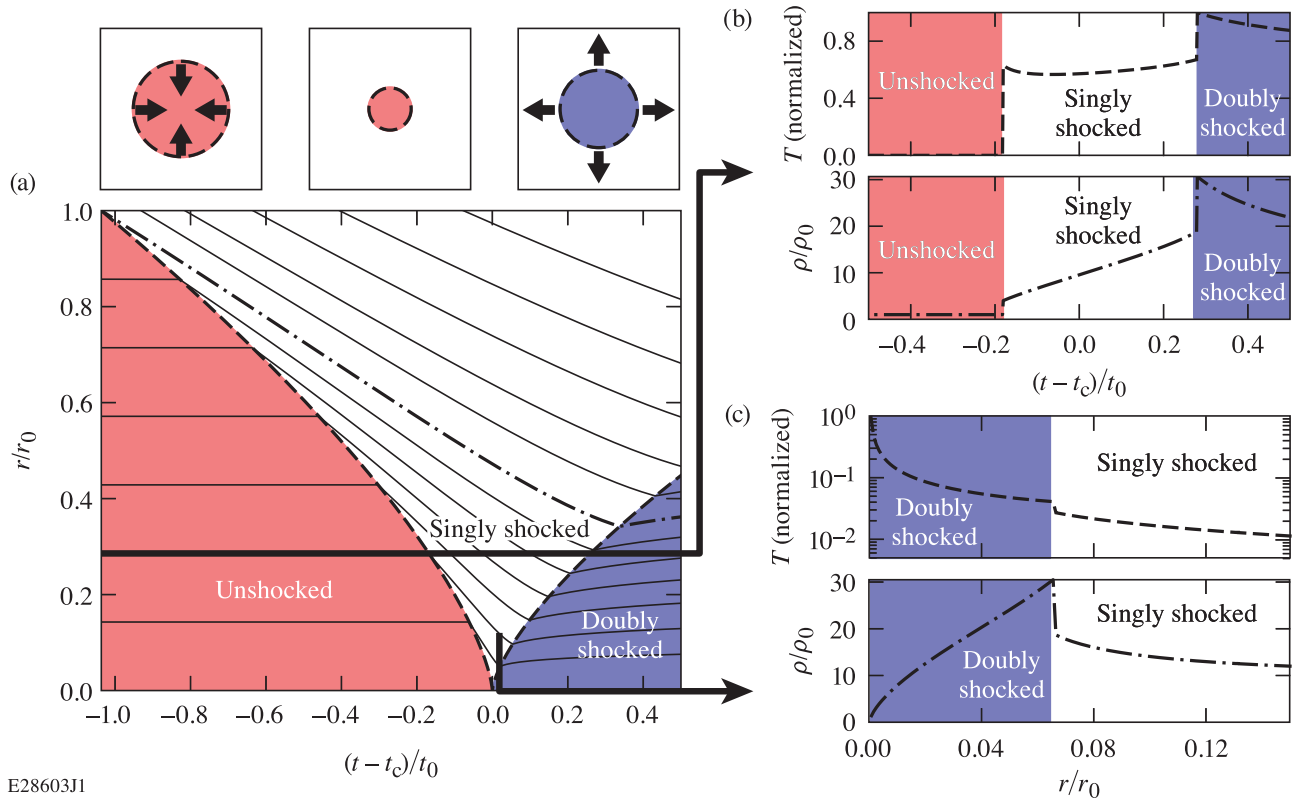 (a)
1.0
0.8
0.6
0.4
0.2
0.0
r/r₀
Unshocked
Singly shocked
Doubly
shocked
−1.0
−0.8
−0.6
−0.4
−0.2
0.0
0.2
0.4
(t − t_c)/t₀
E28603J1
(b)
T (normalized)
0.8
0.4
0.0
Unshocked
Singly
shocked
Doubly
shocked
ρ/ρ₀
30
20
10
0
Unshocked
Singly
shocked
Doubly
shocked
−0.4
−0.2
0.0
0.2
0.4
(t − t_c)/t₀
(c)
T (normalized)
10⁰
10⁻¹
10⁻²
Doubly
shocked
Singly shocked
ρ/ρ₀
30
20
10
0
Doubly
shocked
Singly shocked
0.00
0.04
0.08
0.12
r/r₀